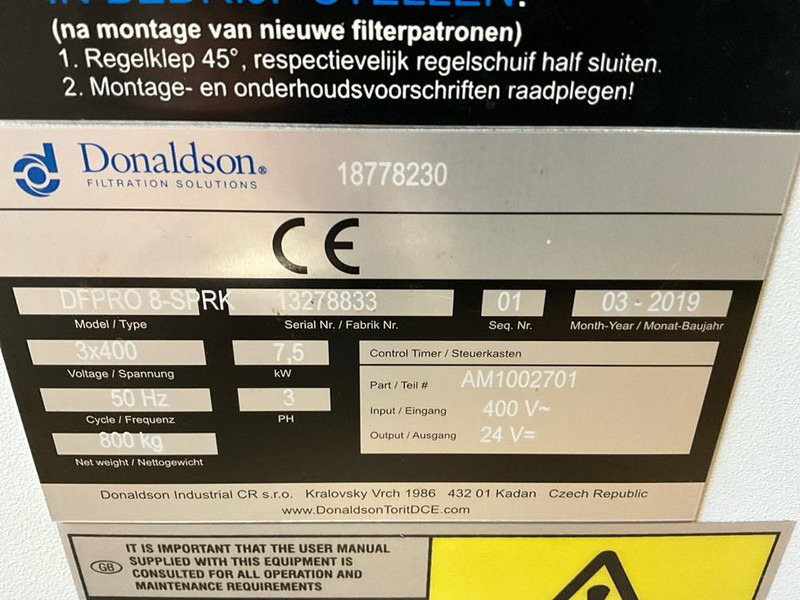 IN BEDRIJF STELLEN:
(na montage van nieuwe filterpatronen)
1. Regelklep 45°, respectievelijk regelschuif half sluiten.
2. Montage- en onderhoudsvoorschriften raadplegen!
Donaldson®
FILTRATION SOLUTIONS
18778230
CE
DFPRO 8-SPRK 13278833 01 03 - 2019
Model / Type Serial Nr. / Fabrik Nr. Seq. Nr. Month-Year / Monat-Baujahr
3x400 7,5
Voltage / Spannung kW
50 Hz 3
Cycle / Frequenz PH
800 kg
Net weight / Nettogewicht
Control Timer / Steuerkasten
Part / Teil # AM1002701
Input / Eingang 400 V~
Output / Ausgang 24 V=
Donaldson Industrial CR s.r.o. Kralovsky Vrch 1986 432 01 Kadan Czech Republic
www.DonaldsonToritDCE.com
GB
IT IS IMPORTANT THAT THE USER MANUAL
SUPPLIED WITH THIS EQUIPMENT IS
CONSULTED FOR ALL OPERATION AND
MAINTENANCE REQUIREMENTS